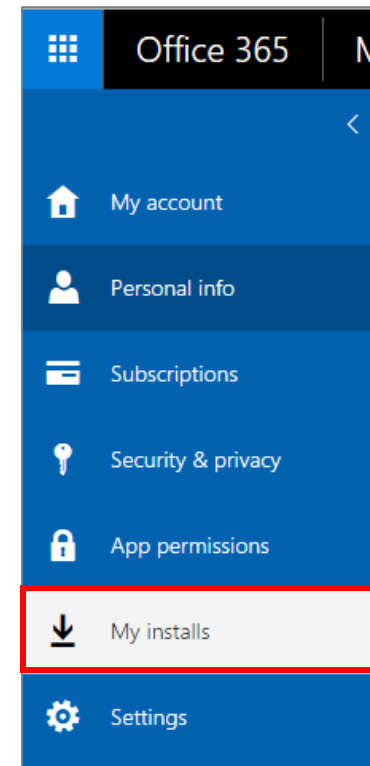 Office 365
My account
Personal info
Subscriptions
Security & privacy
App permissions
My installs
Settings